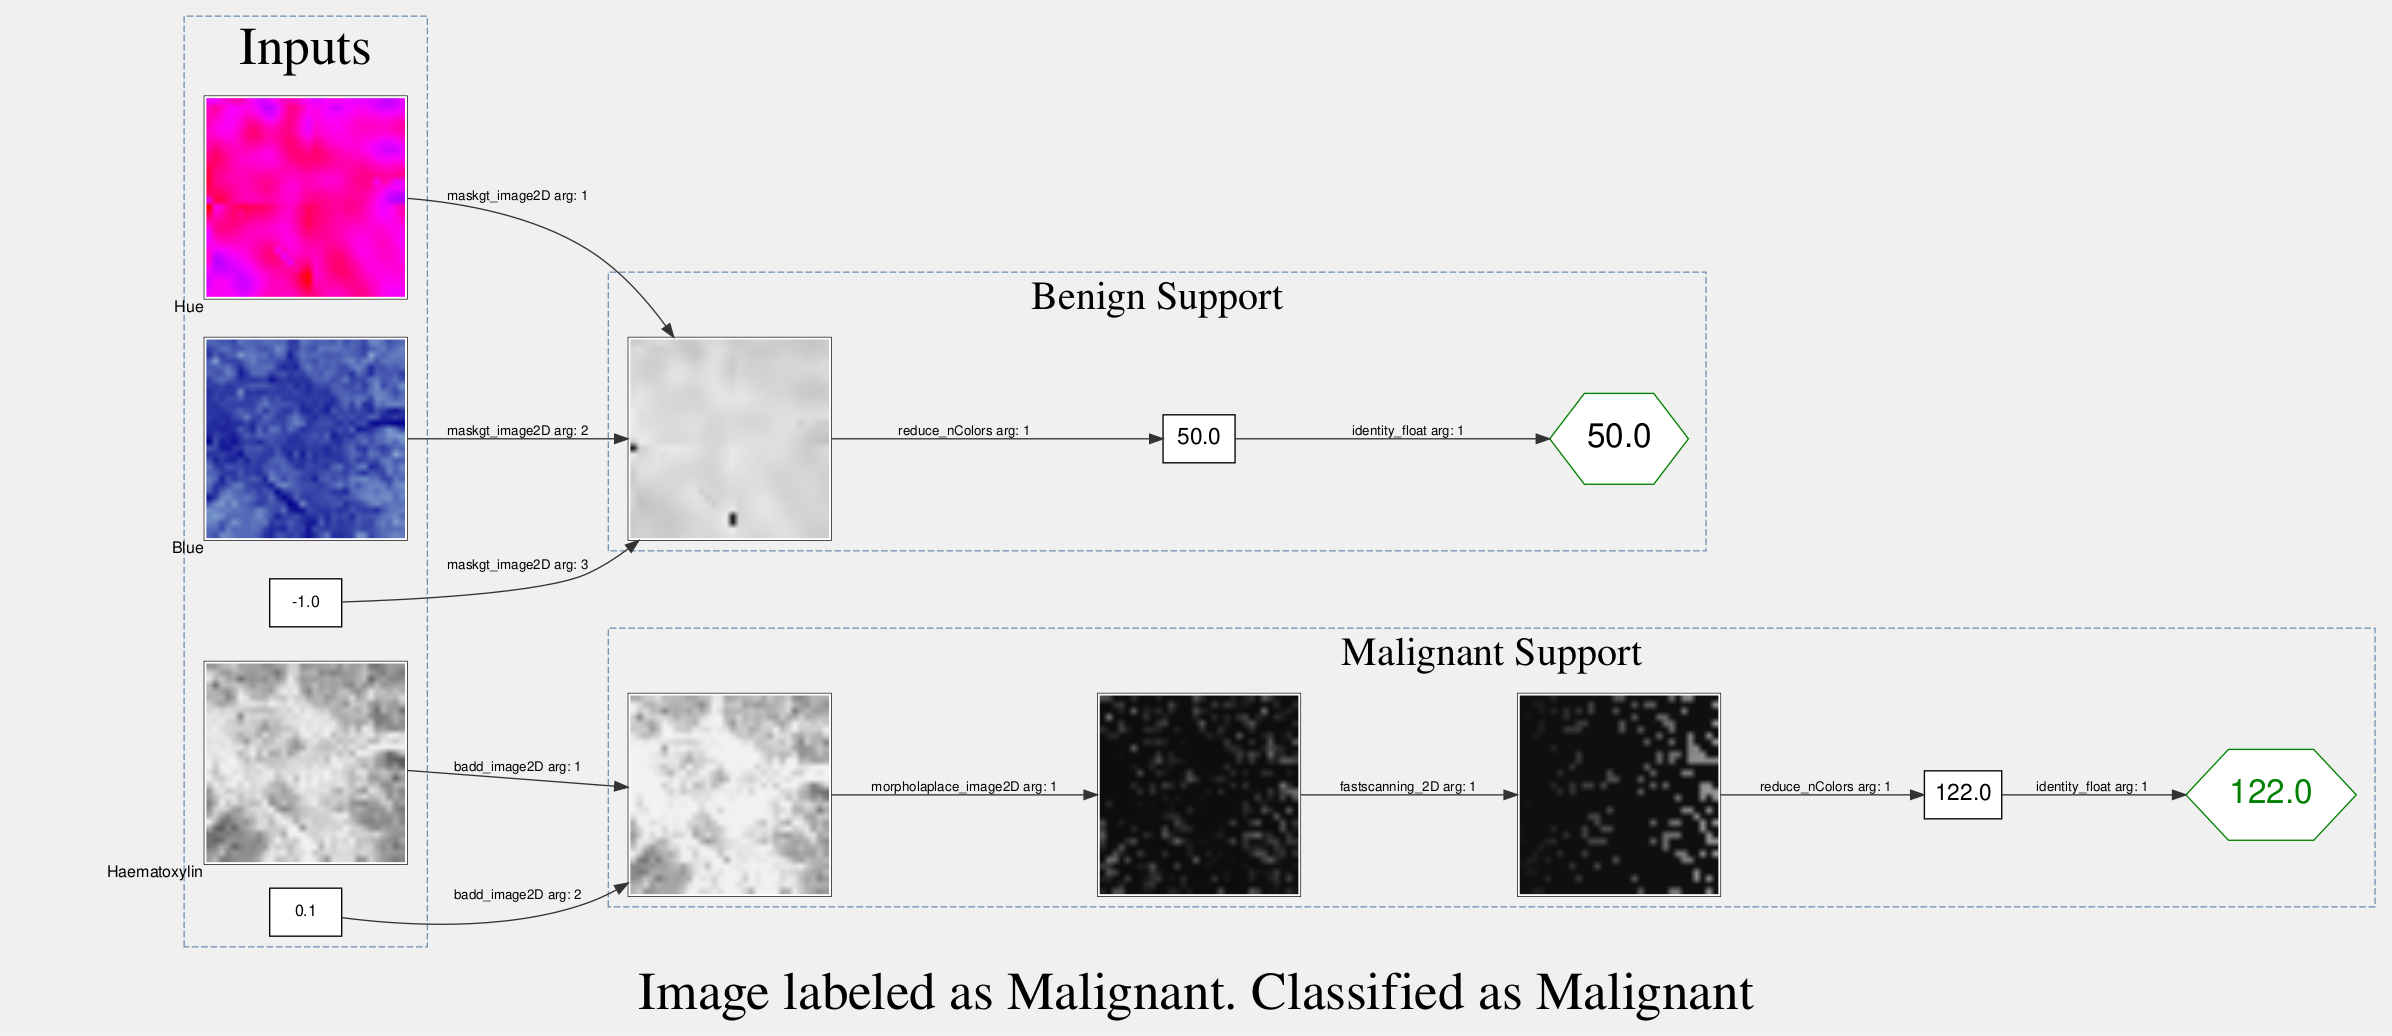 Inputs
Hue
maskgt_image2D arg: 1
Benign Support
Blue
maskgt_image2D arg: 2
reduce_nColors arg: 1
50.0
identity_float arg: 1
50.0
-1.0
maskgt_image2D arg: 3
Malignant Support
Haematoxylin
badd_image2D arg: 1
morpholaplace_image2D arg: 1
fastscanning_2D arg: 1
reduce_nColors arg: 1
122.0
identity_float arg: 1
122.0
0.1
badd_image2D arg: 2
Image labeled as Malignant. Classified as Malignant